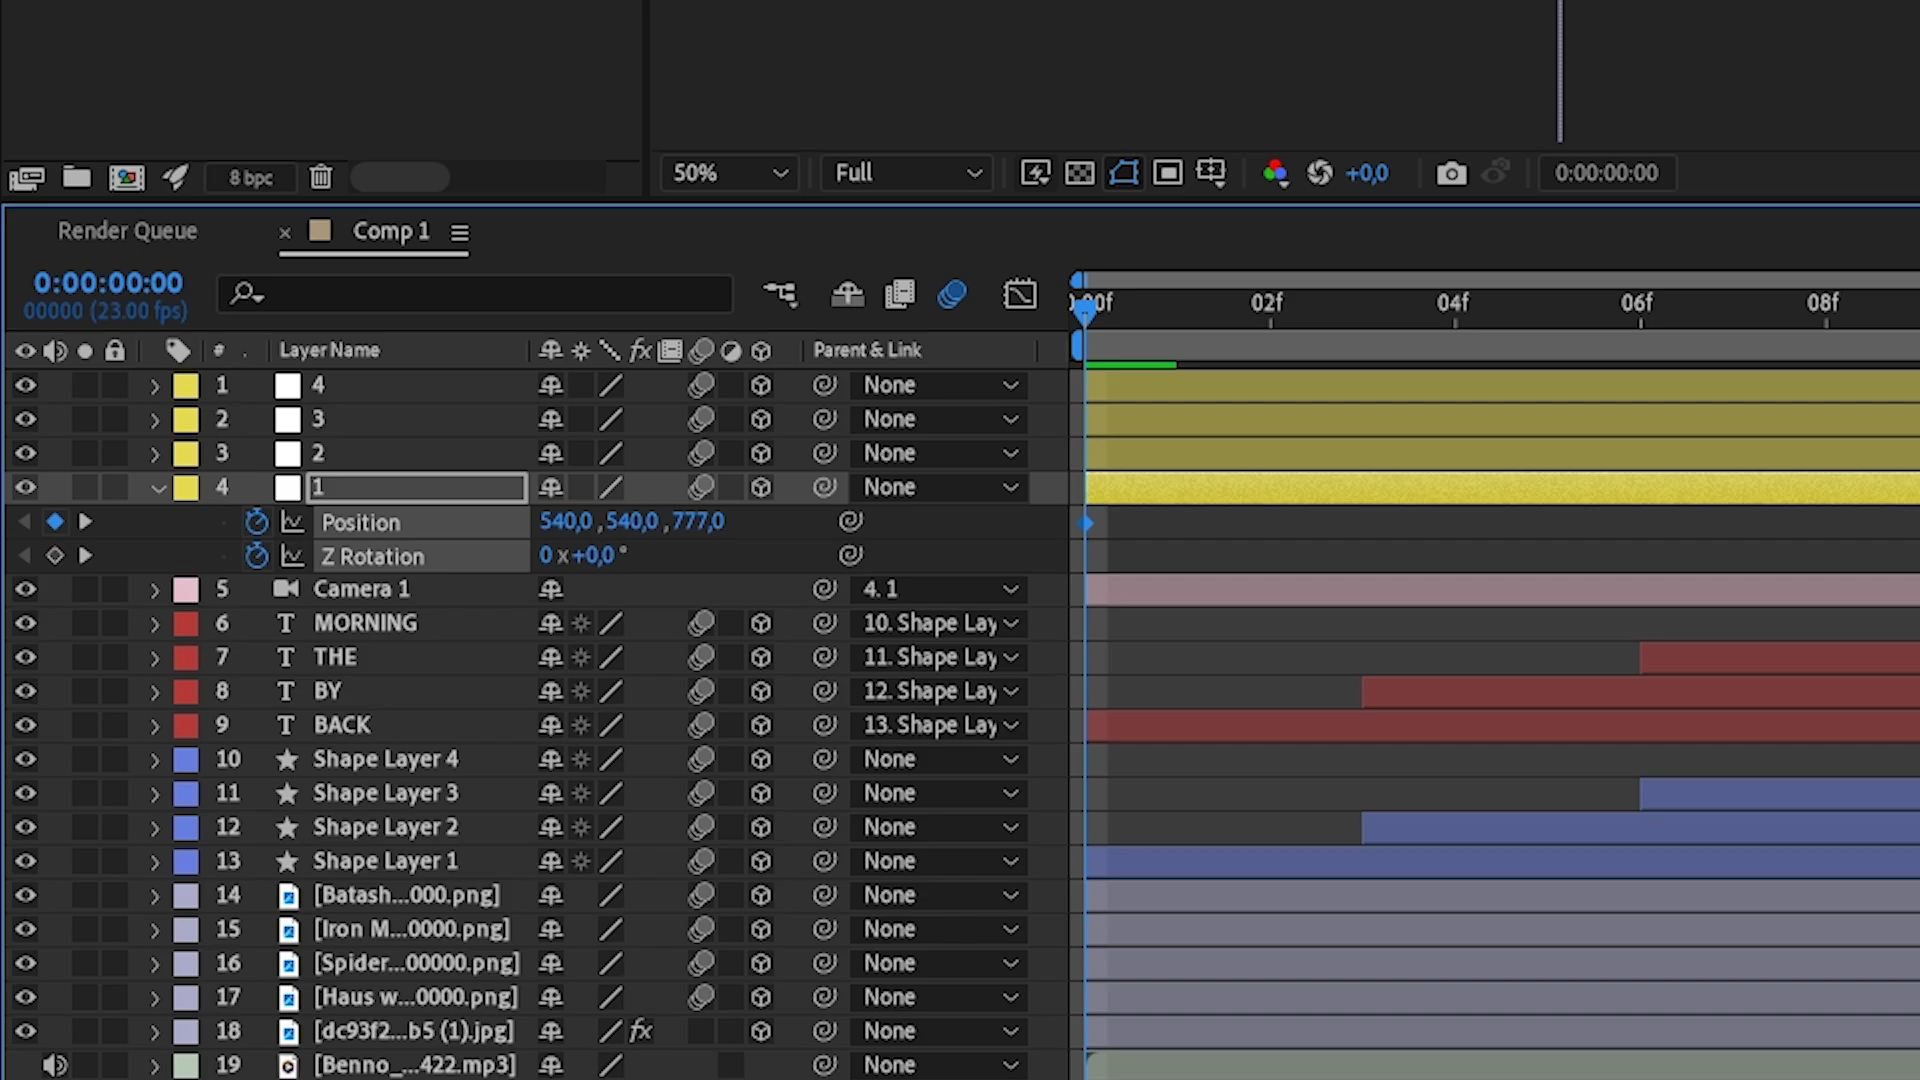 8 bpc
50% Full +0,0 0:00:00:00
Render Queue × Comp 1
0:00:00:00
00000 (23.00 fps)
00f 02f 04f 06f 08f
# . Layer Name fx Parent & Link
1 4 None
2 3 None
3 2 None
4 1 None
Position 540,0 , 540,0 , 777,0
Z Rotation 0 x +0,0 °
5 Camera 1 4. 1
6 T MORNING 10. Shape Lay
7 T THE 11. Shape Lay
8 T BY 12. Shape Lay
9 T BACK 13. Shape Lay
10 Shape Layer 4 None
11 Shape Layer 3 None
12 Shape Layer 2 None
13 Shape Layer 1 None
14 [Batash...000.png] None
15 [Iron M...0000.png] None
16 [Spider...00000.png] None
17 [Haus w...0000.png] None
18 [dc93f2...b5 (1).jpg] fx None
19 [Benno_...422.mp3] None